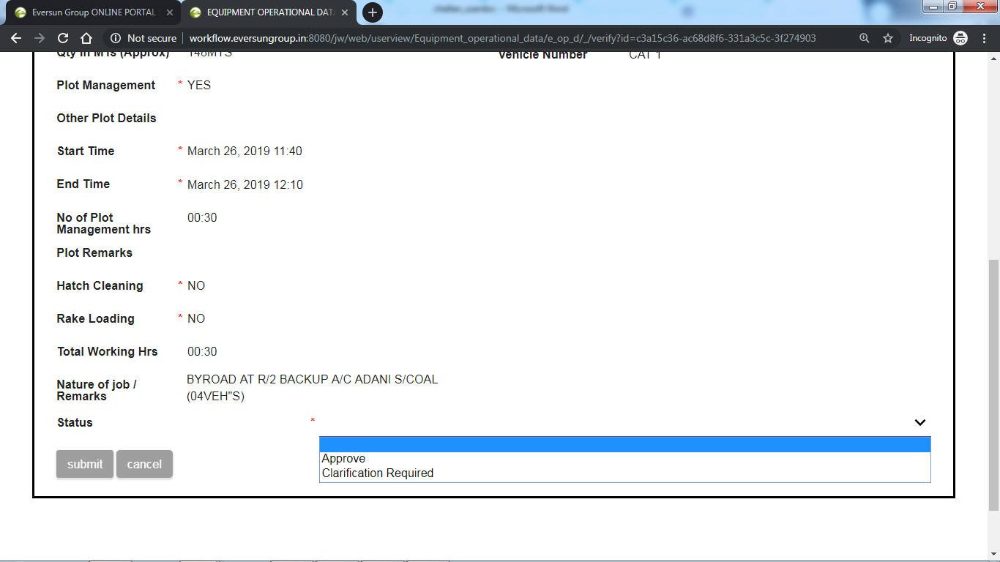 Eversun Group ONLINE PORTAL
EQUIPMENT OPERATIONAL DATA
Not secure workflow.eversungroup.in:8080/jw/web/userview/Equipment_operational_data/e_op_d/_/verify?id=c3a15c36-ac68d8f6-331a3c5c-3f274903 Incognito
Qty in MTs (Approx) 148MTS Vehicle Number CAT 1
Plot Management * YES
Other Plot Details
Start Time * March 26, 2019 11:40
End Time * March 26, 2019 12:10
No of Plot
Management hrs 00:30
Plot Remarks
Hatch Cleaning * NO
Rake Loading * NO
Total Working Hrs 00:30
Nature of job /
Remarks
BYROAD AT R/2 BACKUP A/C ADANI S/COAL
(04VEH"S)
Status *
submit cancel
Approve
Clarification Required